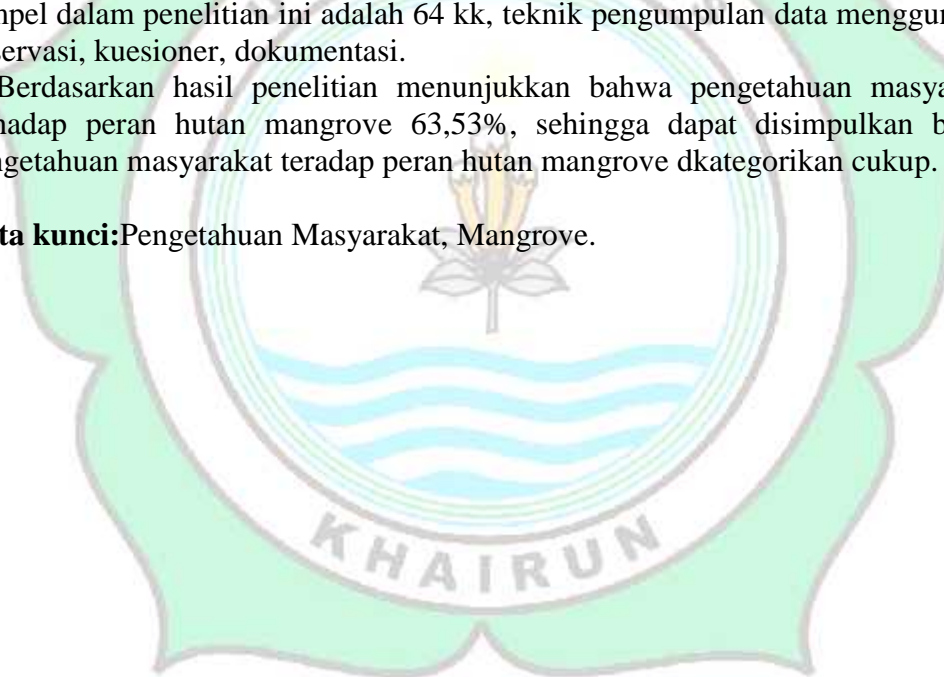 mpel dalam penelitian ini adalah 64 kk, teknik pengumpulan data menggu
servasi, kuesioner, dokumentasi.
Berdasarkan hasil penelitian menunjukkan bahwa pengetahuan masya
hadap peran hutan mangrove 63,53%, sehingga dapat disimpulkan b
ngetahuan masyarakat teradap peran hutan mangrove dkategorikan cukup.
ta kunci:Pengetahuan Masyarakat, Mangrove.
KHAIRUN